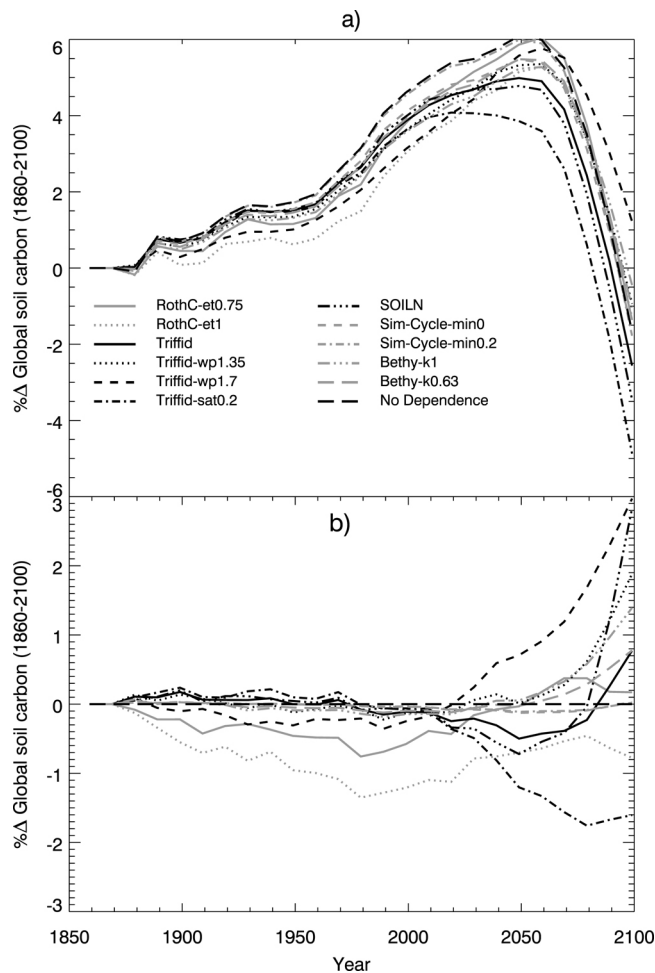 a)
%Δ Global soil carbon (1860-2100)
6
4
2
0
-2
-4
-6
RothC-et0.75
RothC-et1
Triffid
Triffid-wp1.35
Triffid-wp1.7
Triffid-sat0.2
SOILN
Sim-Cycle-min0
Sim-Cycle-min0.2
Bethy-k1
Bethy-k0.63
No Dependence
b)
%Δ Global soil carbon (1860-2100)
3
2
1
0
-1
-2
-3
1850 1900 1950 2000 2050 2100
Year